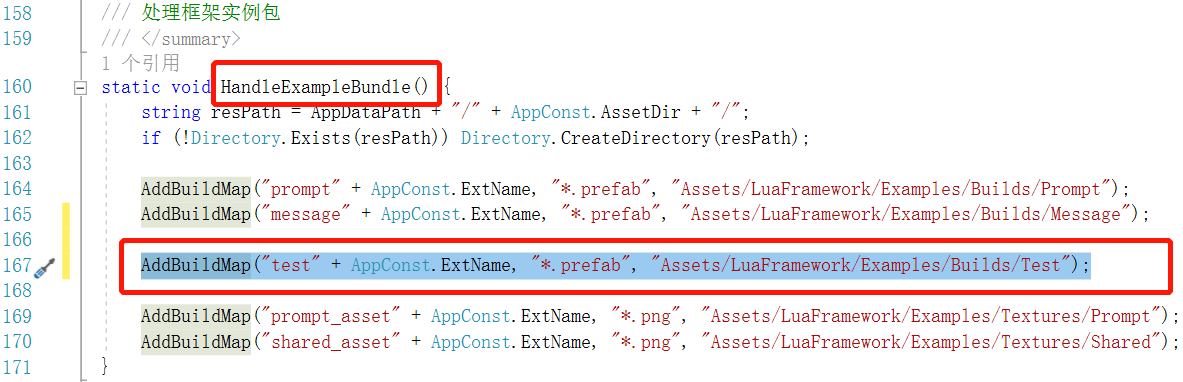 158 /// 处理框架实例包
159 /// </summary>
1 个引用
160 static void HandleExampleBundle() {
161 string resPath = AppDataPath + "/" + AppConst.AssetDir + "/";
162 if (!Directory.Exists(resPath)) Directory.CreateDirectory(resPath);
163
164 AddBuildMap("prompt" + AppConst.ExtName, "*.prefab", "Assets/LuaFramework/Examples/Builds/Prompt");
165 AddBuildMap("message" + AppConst.ExtName, "*.prefab", "Assets/LuaFramework/Examples/Builds/Message");
166
167 AddBuildMap("test" + AppConst.ExtName, "*.prefab", "Assets/LuaFramework/Examples/Builds/Test");
168
169 AddBuildMap("prompt_asset" + AppConst.ExtName, "*.png", "Assets/LuaFramework/Examples/Textures/Prompt");
170 AddBuildMap("shared_asset" + AppConst.ExtName, "*.png", "Assets/LuaFramework/Examples/Textures/Shared");
171 }